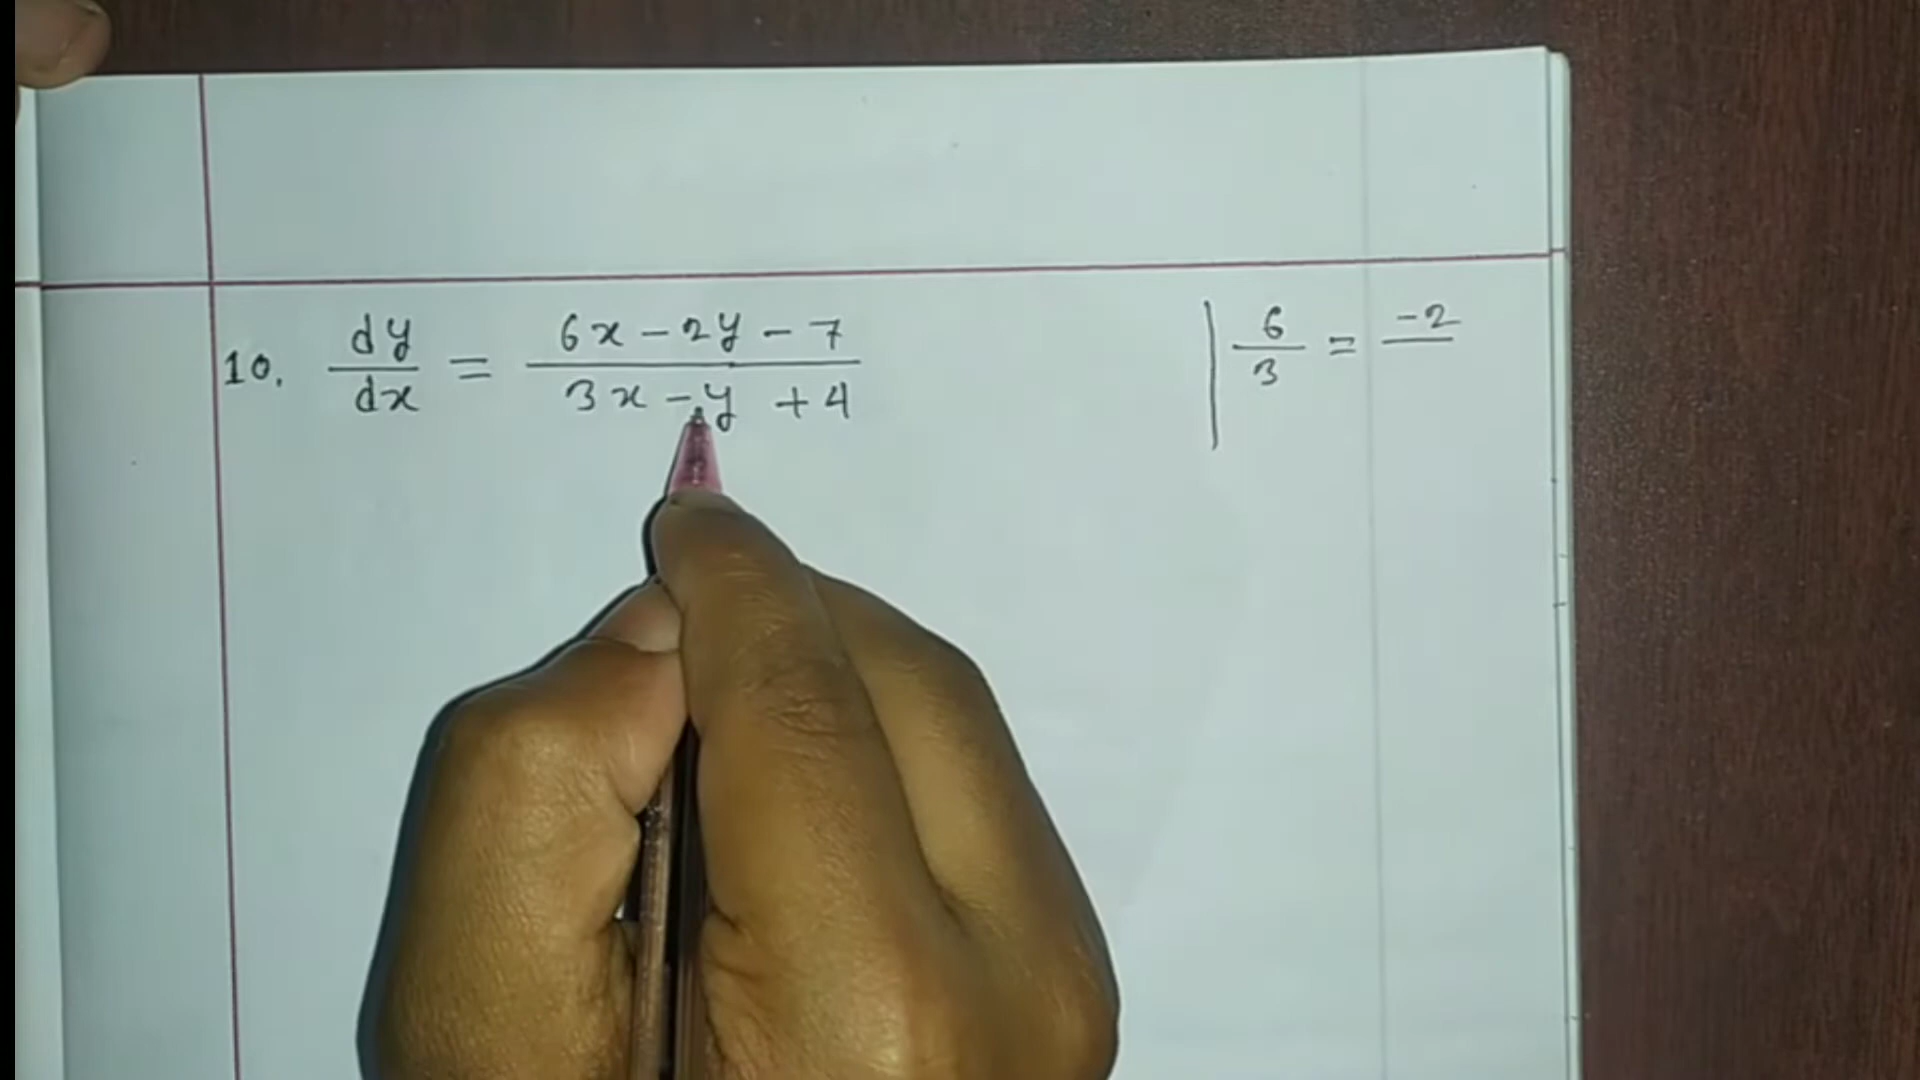 10. dy/dx = (6x - 2y - 7)/(3x - y + 4)
6/3 = -2/